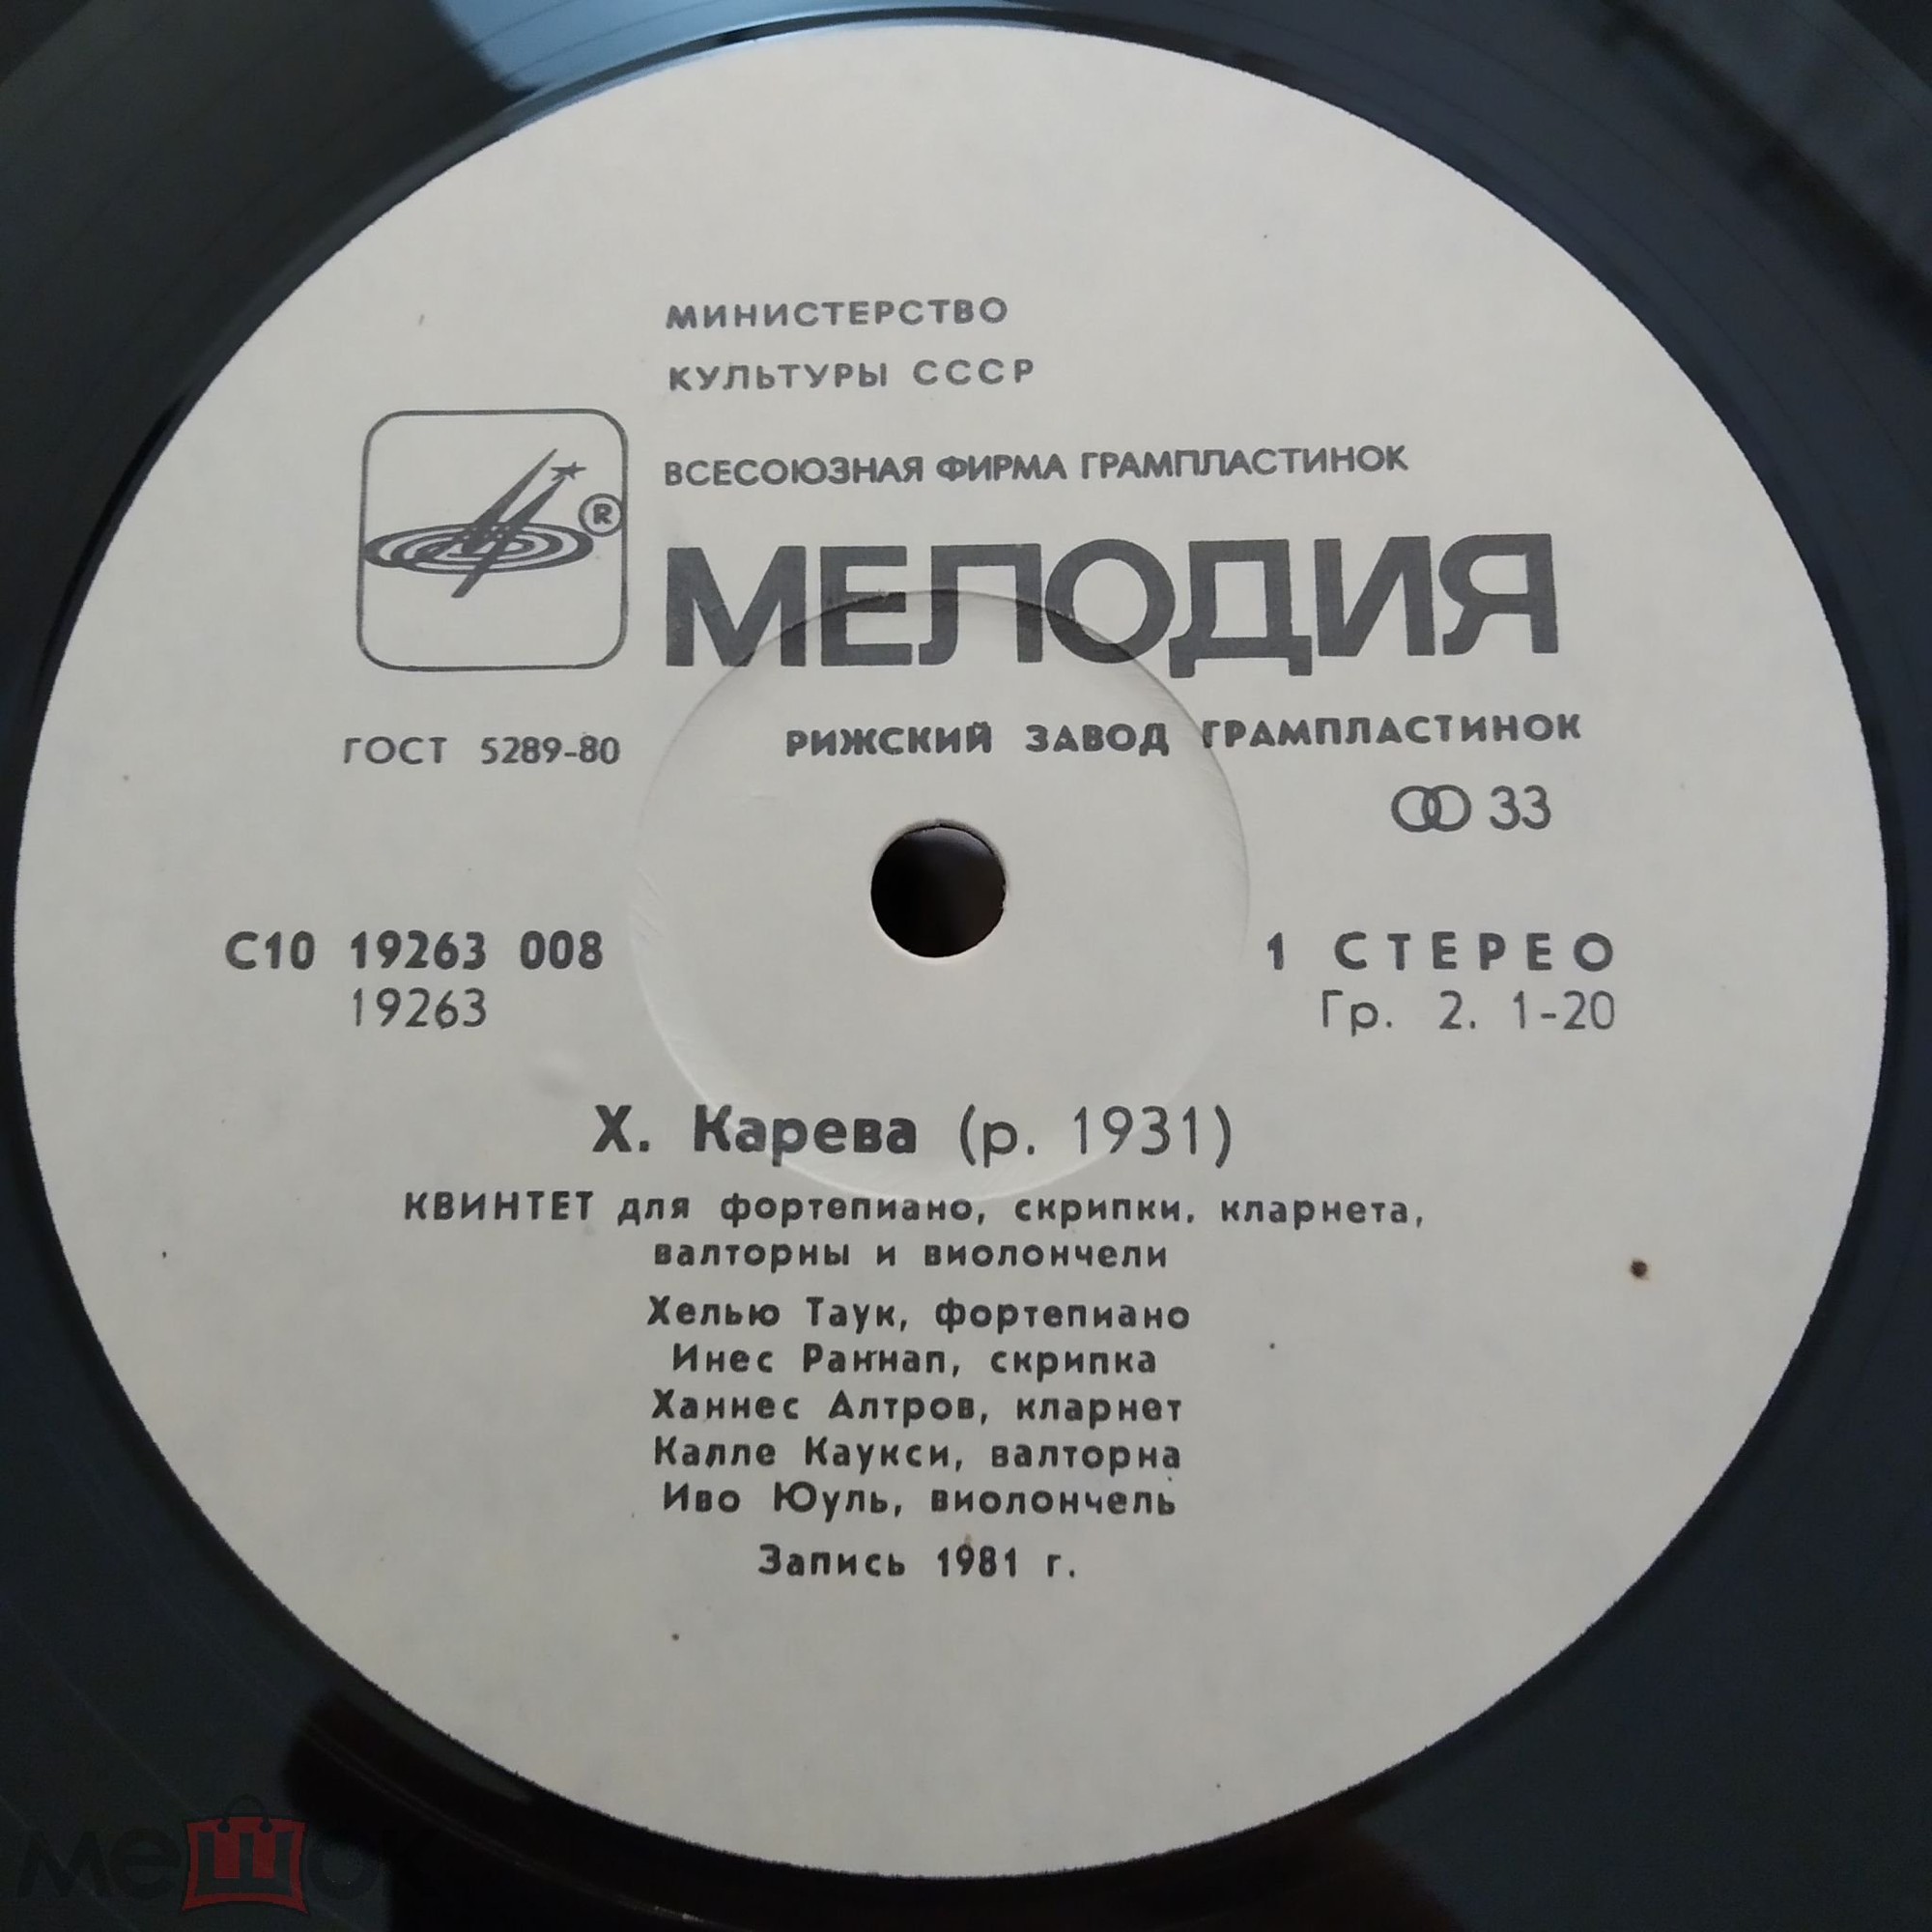 МИНИСТЕРСТВО
КУЛЬТУРЫ СССР
ВСЕСОЮЗНАЯ ФИРМА ГРАМПЛАСТИНОК
®
МЕЛОДИЯ
ГОСТ 5289-80
РИЖСКИЙ ЗАВОД ГРАМПЛАСТИНОК
33
С10 19263 008
1 СТЕРЕО
19263
Гр. 2. 1-20
Х. Карева (р. 1931)
КВИНТЕТ для фортепиано, скрипки, кларнета,
валторны и виолончели
Хелью Таук, фортепиано
Инес Раннап, скрипка
Ханнес Алтров, кларнет
Калле Каукси, валторна
Иво Юуль, виолончель
Запись 1981 г.
мешок